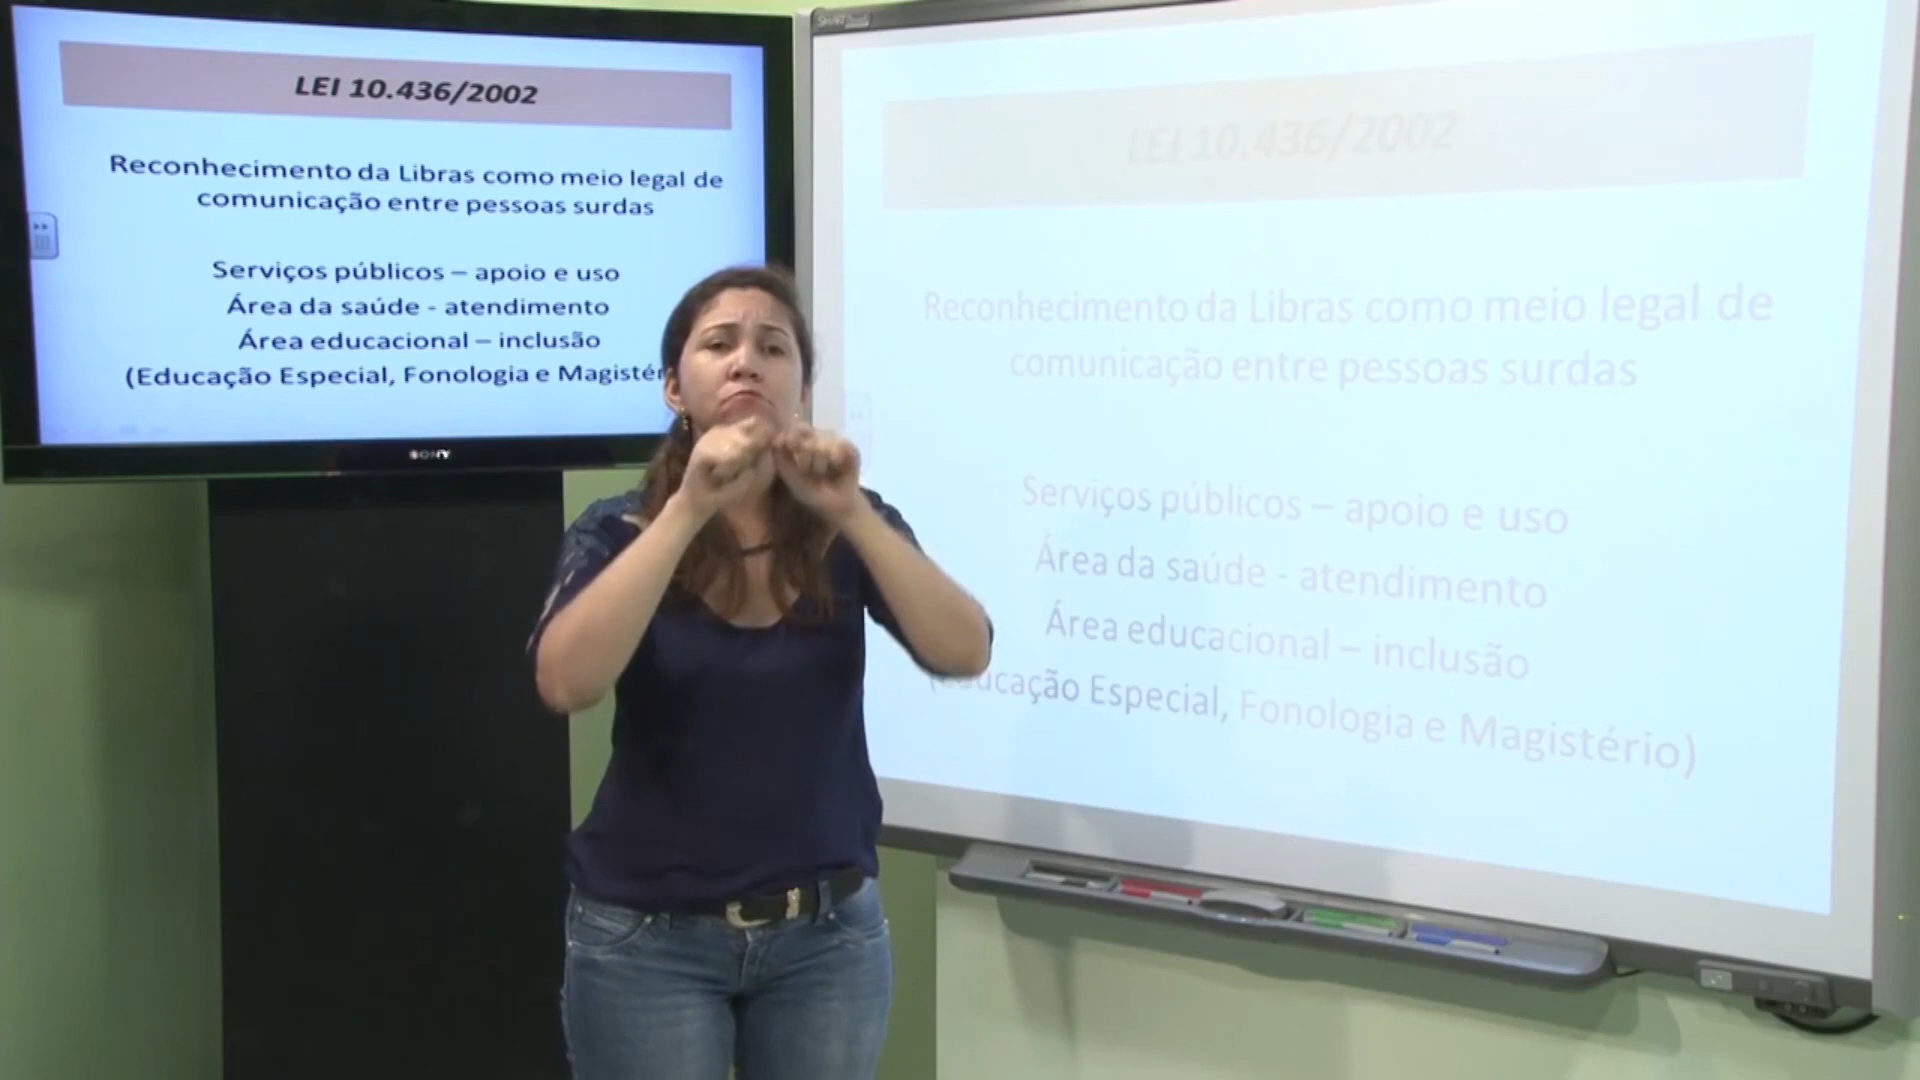 LEI 10.436/2002
Reconhecimento da Libras como meio legal de
comunicação entre pessoas surdas
Serviços públicos – apoio e uso
Área da saúde - atendimento
Área educacional – inclusão
(Educação Especial, Fonologia e Magistér
SONY
SMART
LEI 10.436/2002
Reconhecimento da Libras como meio legal de
comunicação entre pessoas surdas
Serviços públicos – apoio e uso
Área da saúde - atendimento
Área educacional – inclusão
(Educação Especial, Fonologia e Magistério)